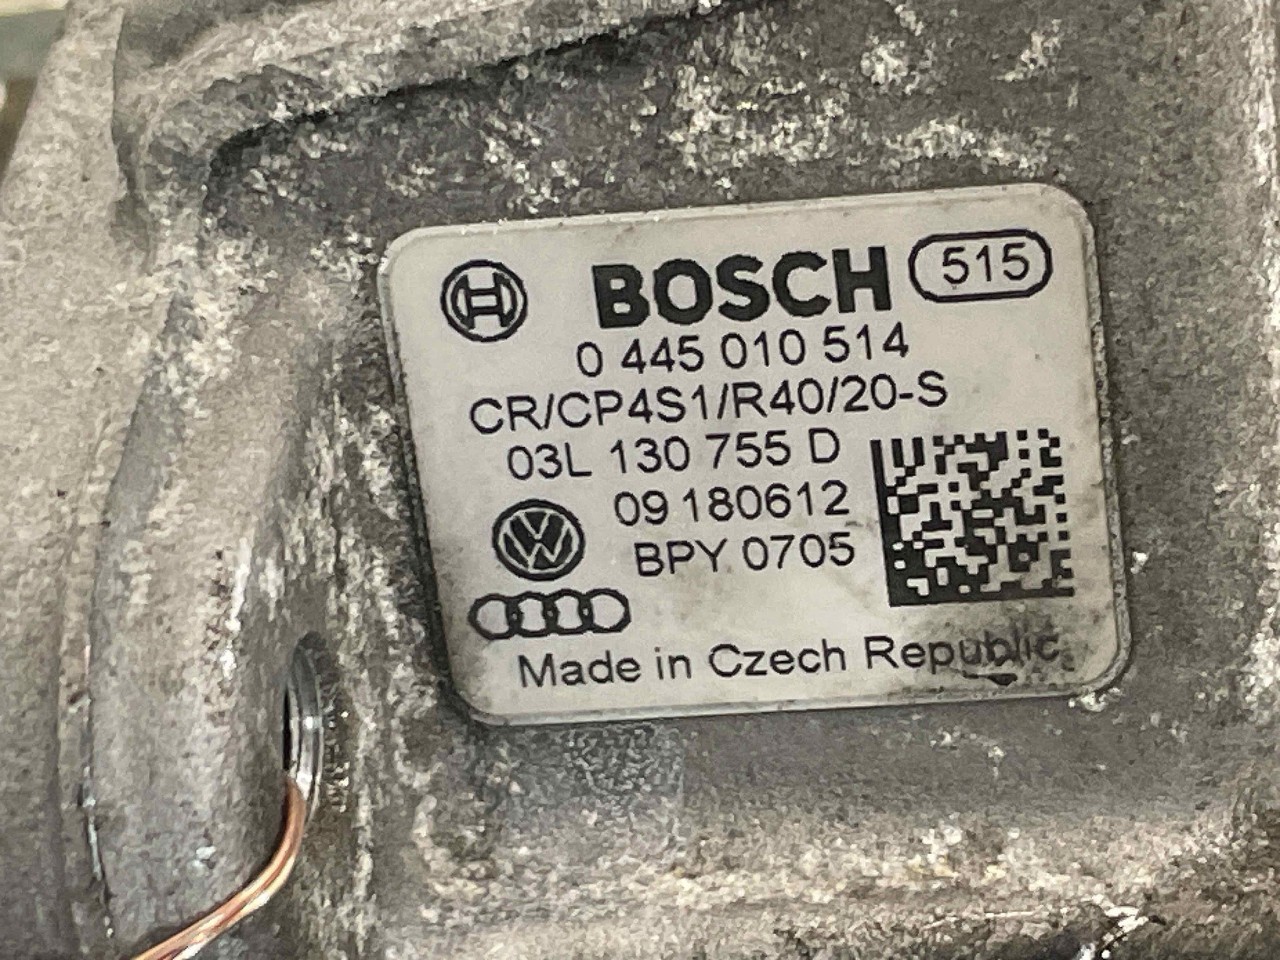 BOSCH 515
0 445 010 514
CR/CP4S1/R40/20-S
03L 130 755 D
09 180612
BPY 0705
Made in Czech Republic